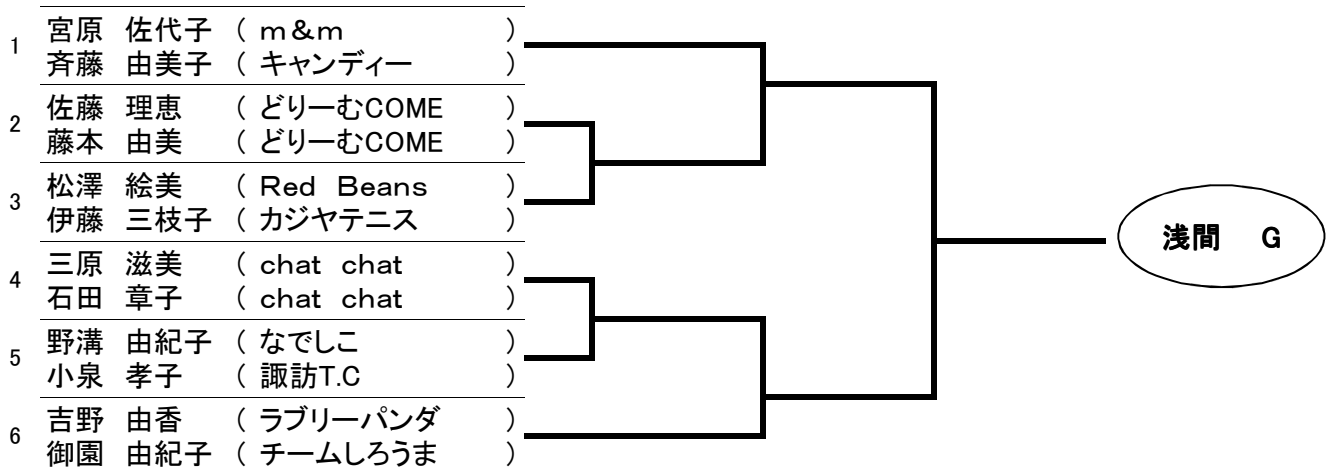 1 宮原 佐代子 ( m&m )
斉藤 由美子 ( キャンディー )
2 佐藤 理恵 ( どりーむCOME )
藤本 由美 ( どりーむCOME )
3 松澤 絵美 ( Red Beans )
伊藤 三枝子 ( カジヤテニス )
4 三原 滋美 ( chat chat )
石田 章子 ( chat chat )
5 野溝 由紀子 ( なでしこ )
小泉 孝子 ( 諏訪T.C )
6 吉野 由香 ( ラブリーパンダ )
御園 由紀子 ( チームしろうま )
浅間 G